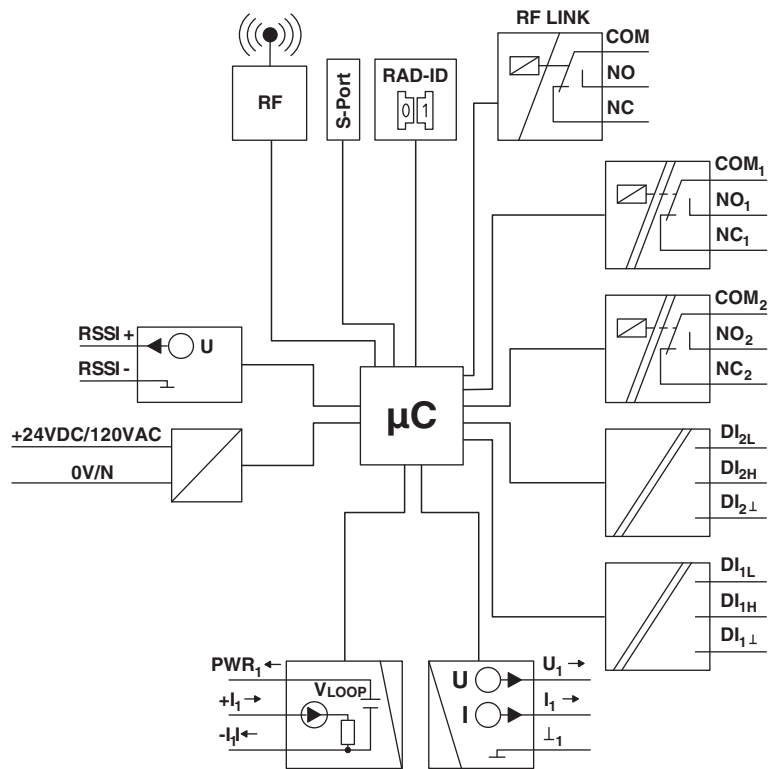 RF LINK
COM
NO
NC
RF
S-Port
RAD-ID
0 1
COM₁
NO₁
NC₁
COM₂
NO₂
NC₂
RSSI +
RSSI -
U
+24VDC/120VAC
0V/N
µC
DI₂L
DI₂H
DI₂⊥
DI₁L
DI₁H
DI₁⊥
PWR₁ ←
+I₁ →
-I₁I←
VLOOP
U
I
U₁ →
I₁ →
⊥₁